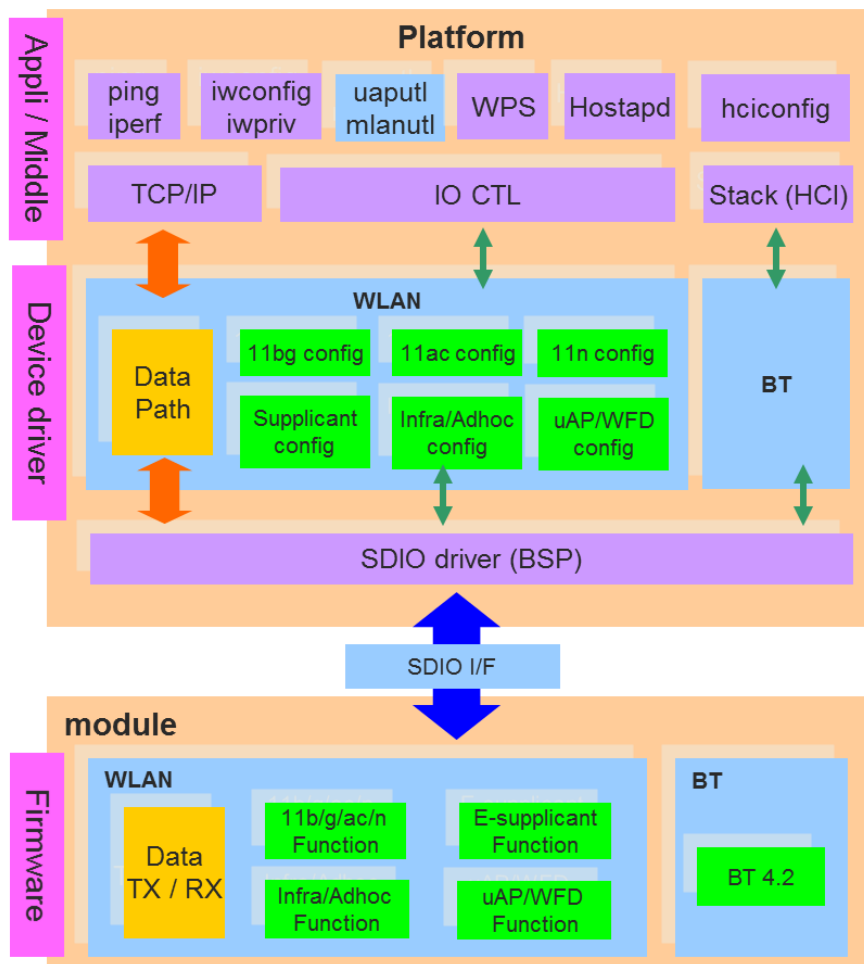 Appli / Middle
Platform
ping
iperf
iwconfig
iwpriv
uaputl
mlanutl
WPS
Hostapd
hciconfig
TCP/IP
IO CTL
Stack (HCI)
Device driver
WLAN
Data
Path
11bg config
11ac config
11n config
Supplicant
config
Infra/Adhoc
config
uAP/WFD
config
BT
SDIO driver (BSP)
SDIO I/F
module
Firmware
WLAN
Data
TX / RX
11b/g/ac/n
Function
E-supplicant
Function
Infra/Adhoc
Function
uAP/WFD
Function
BT
BT 4.2